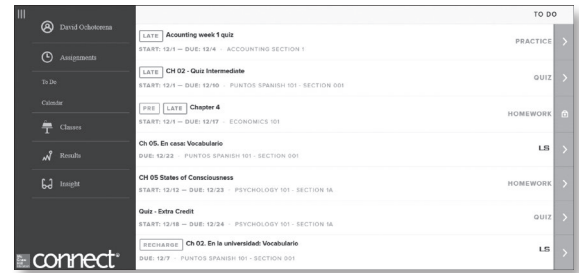 TO DO
David Ochotorena
Assignments
To Do
Calendar
Classes
Results
Insight
connect®
LATE Acounting week 1 quiz
START: 12/1 — DUE: 12/4 · ACCOUNTING SECTION 1
PRACTICE
LATE CH 02 - Quiz Intermediate
START: 12/1 — DUE: 12/10 · PUNTOS SPANISH 101 - SECTION 001
QUIZ
PRE LATE Chapter 4
START: 12/1 — DUE: 12/17 · ECONOMICS 101
HOMEWORK
Ch 05. En casa: Vocabulario
DUE: 12/22 · PUNTOS SPANISH 101 - SECTION 001
LS
CH 05 States of Consciousness
START: 12/12 — DUE: 12/23 · PSYCHOLOGY 101 - SECTION 1A
HOMEWORK
Quiz - Extra Credit
START: 12/18 — DUE: 12/24 · PSYCHOLOGY 101 - SECTION 1A
QUIZ
RECHARGE Ch 02. En la universidad: Vocabulario
DUE: 12/7 · PUNTOS SPANISH 101 - SECTION 001
LS